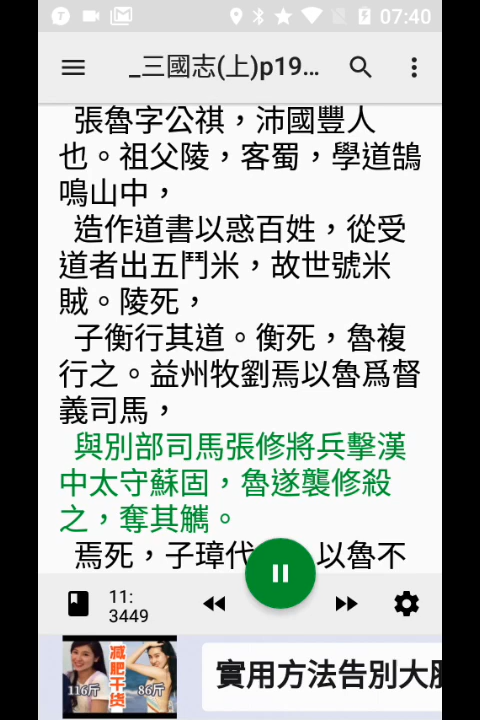 07:40
_三國志(上)p19...
張魯字公祺，沛國豐人
也。祖父陵，客蜀，學道鵠
鳴山中，
造作道書以惑百姓，從受
道者出五鬥米，故世號米
賊。陵死，
子衡行其道。衡死，魯複
行之。益州牧劉焉以魯爲督
義司馬，
與別部司馬張修將兵擊漢
中太守蘇固，魯遂襲修殺
之，奪其觿。
焉死，子璋代
以魯不
11:
3449
减肥干货
116斤
86斤
實用方法告別大